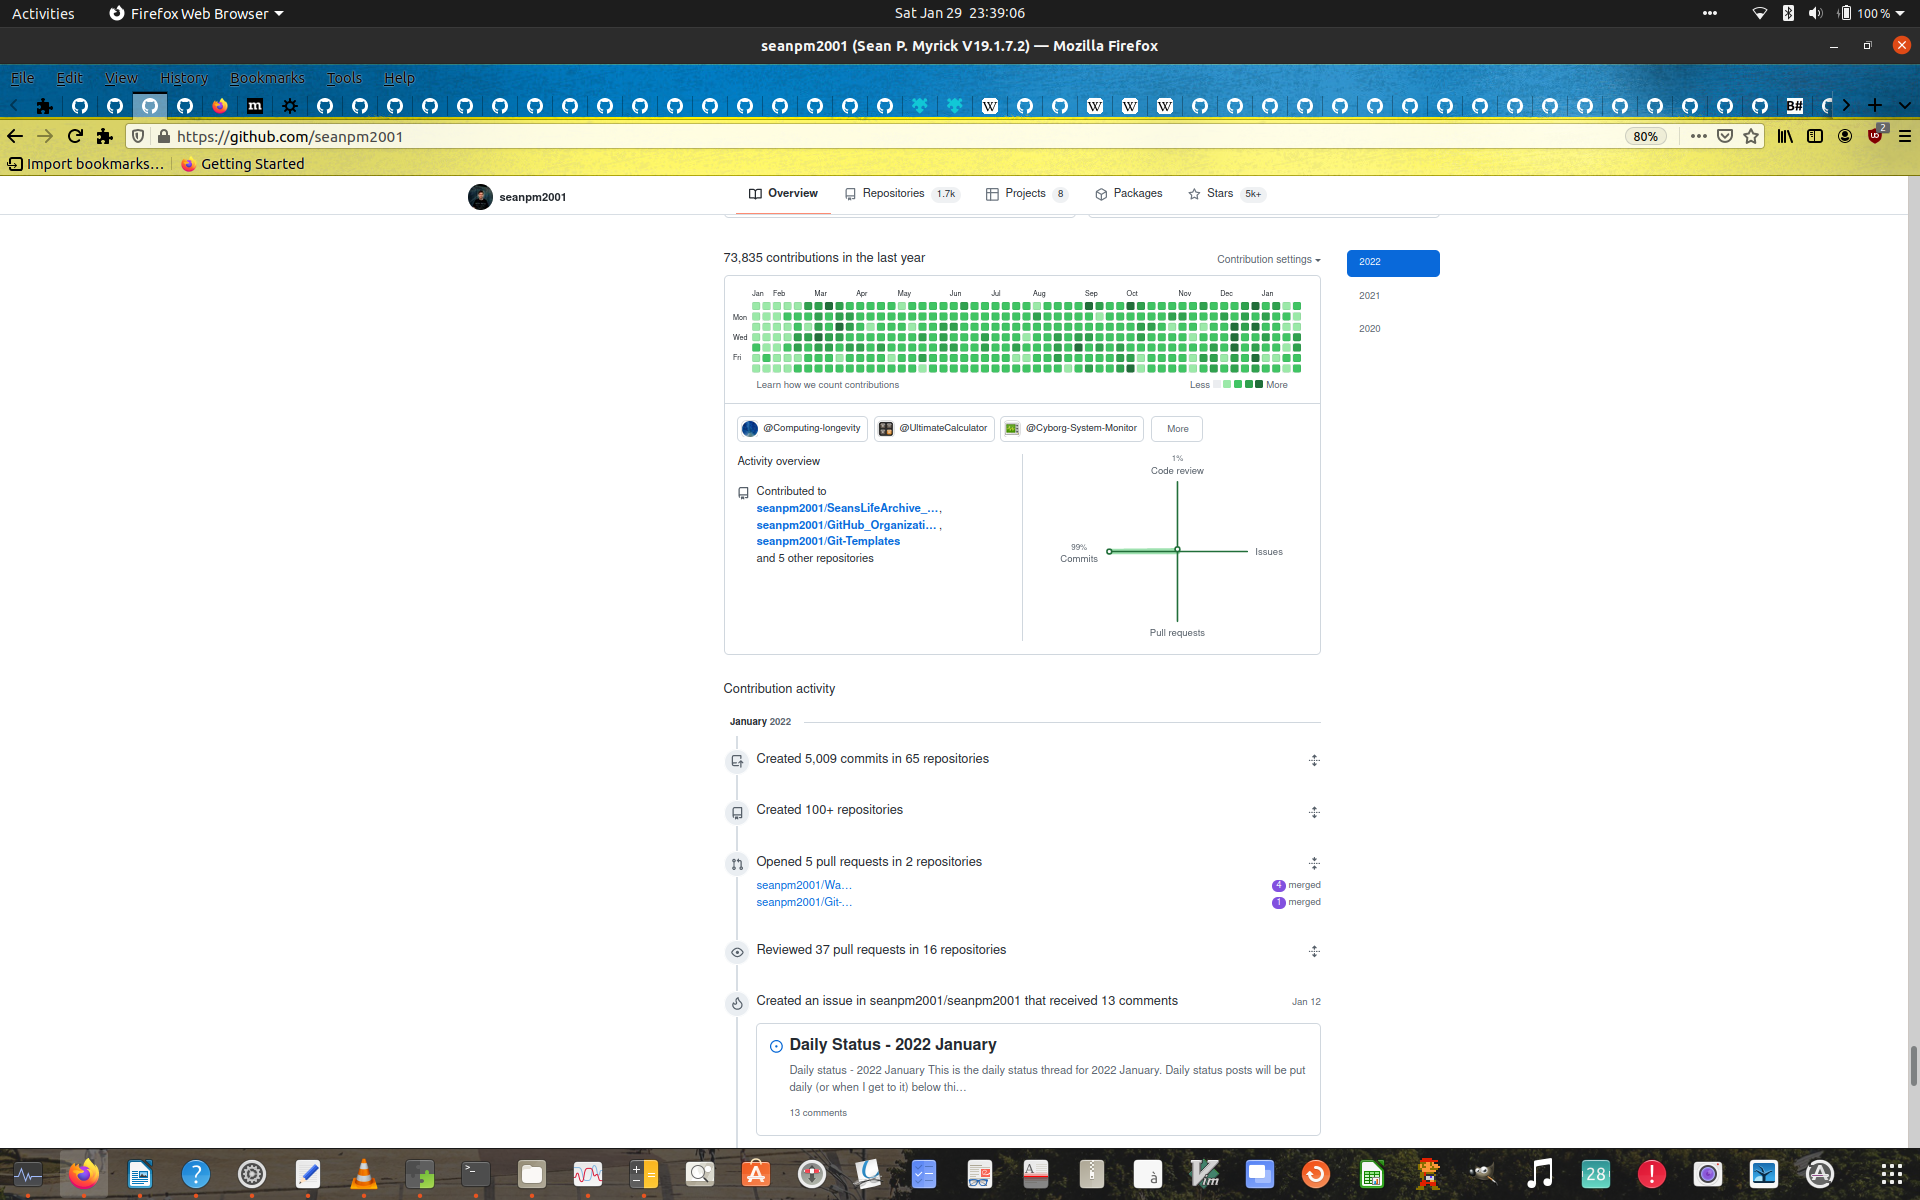 Activities
Firefox Web Browser
Sat Jan 29 23:39:06
100 %
seanpm2001 (Sean P. Myrick V19.1.7.2) — Mozilla Firefox
File Edit View History Bookmarks Tools Help
m
W W W W
B#
https://github.com/seanpm2001
80%
2
Import bookmarks…
Getting Started
seanpm2001
Overview
Repositories 1.7k
Projects 8
Packages
Stars 5k+
73,835 contributions in the last year
Contribution settings
2022
2021
2020
Jan Feb Mar Apr May Jun Jul Aug Sep Oct Nov Dec Jan
Mon
Wed
Fri
Learn how we count contributions
Less More
@Computing-longevity
@UltimateCalculator
@Cyborg-System-Monitor
More
Activity overview
Contributed to
seanpm2001/SeansLifeArchive_…,
seanpm2001/GitHub_Organizati… ,
seanpm2001/Git-Templates
and 5 other repositories
1%
Code review
99%
Commits
Issues
Pull requests
Contribution activity
January 2022
Created 5,009 commits in 65 repositories
Created 100+ repositories
Opened 5 pull requests in 2 repositories
seanpm2001/Wa…
4 merged
seanpm2001/Git-…
1 merged
Reviewed 37 pull requests in 16 repositories
Created an issue in seanpm2001/seanpm2001 that received 13 comments
Jan 12
Daily Status - 2022 January
Daily status - 2022 January This is the daily status thread for 2022 January. Daily status posts will be put
daily (or when I get to it) below thi…
13 comments
28